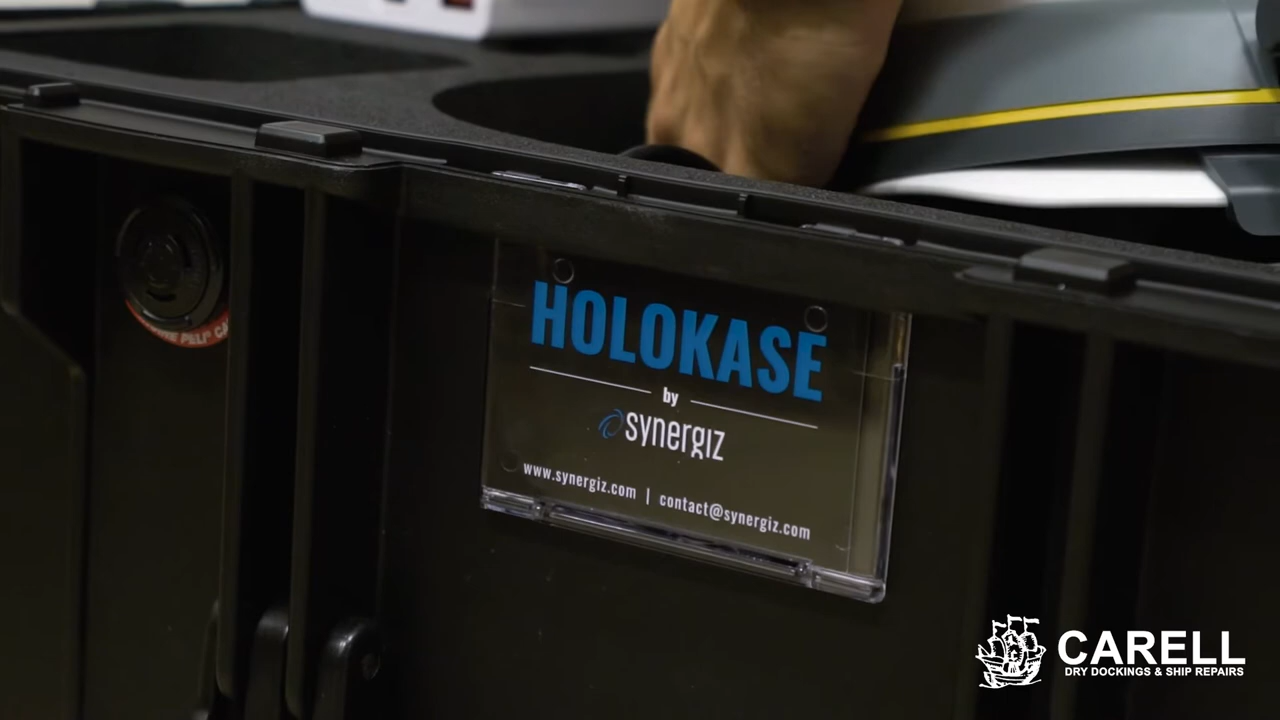 HOLOKASE
by
synergiz
www.synergiz.com | contact@synergiz.com
CARELL
DRY DOCKINGS & SHIP REPAIRS